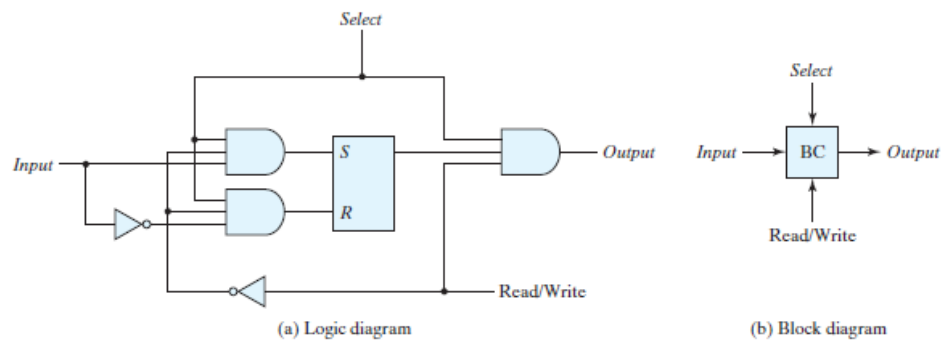 Select
Input
S
R
Output
Read/Write
(a) Logic diagram
Select
Input
BC
Output
Read/Write
(b) Block diagram